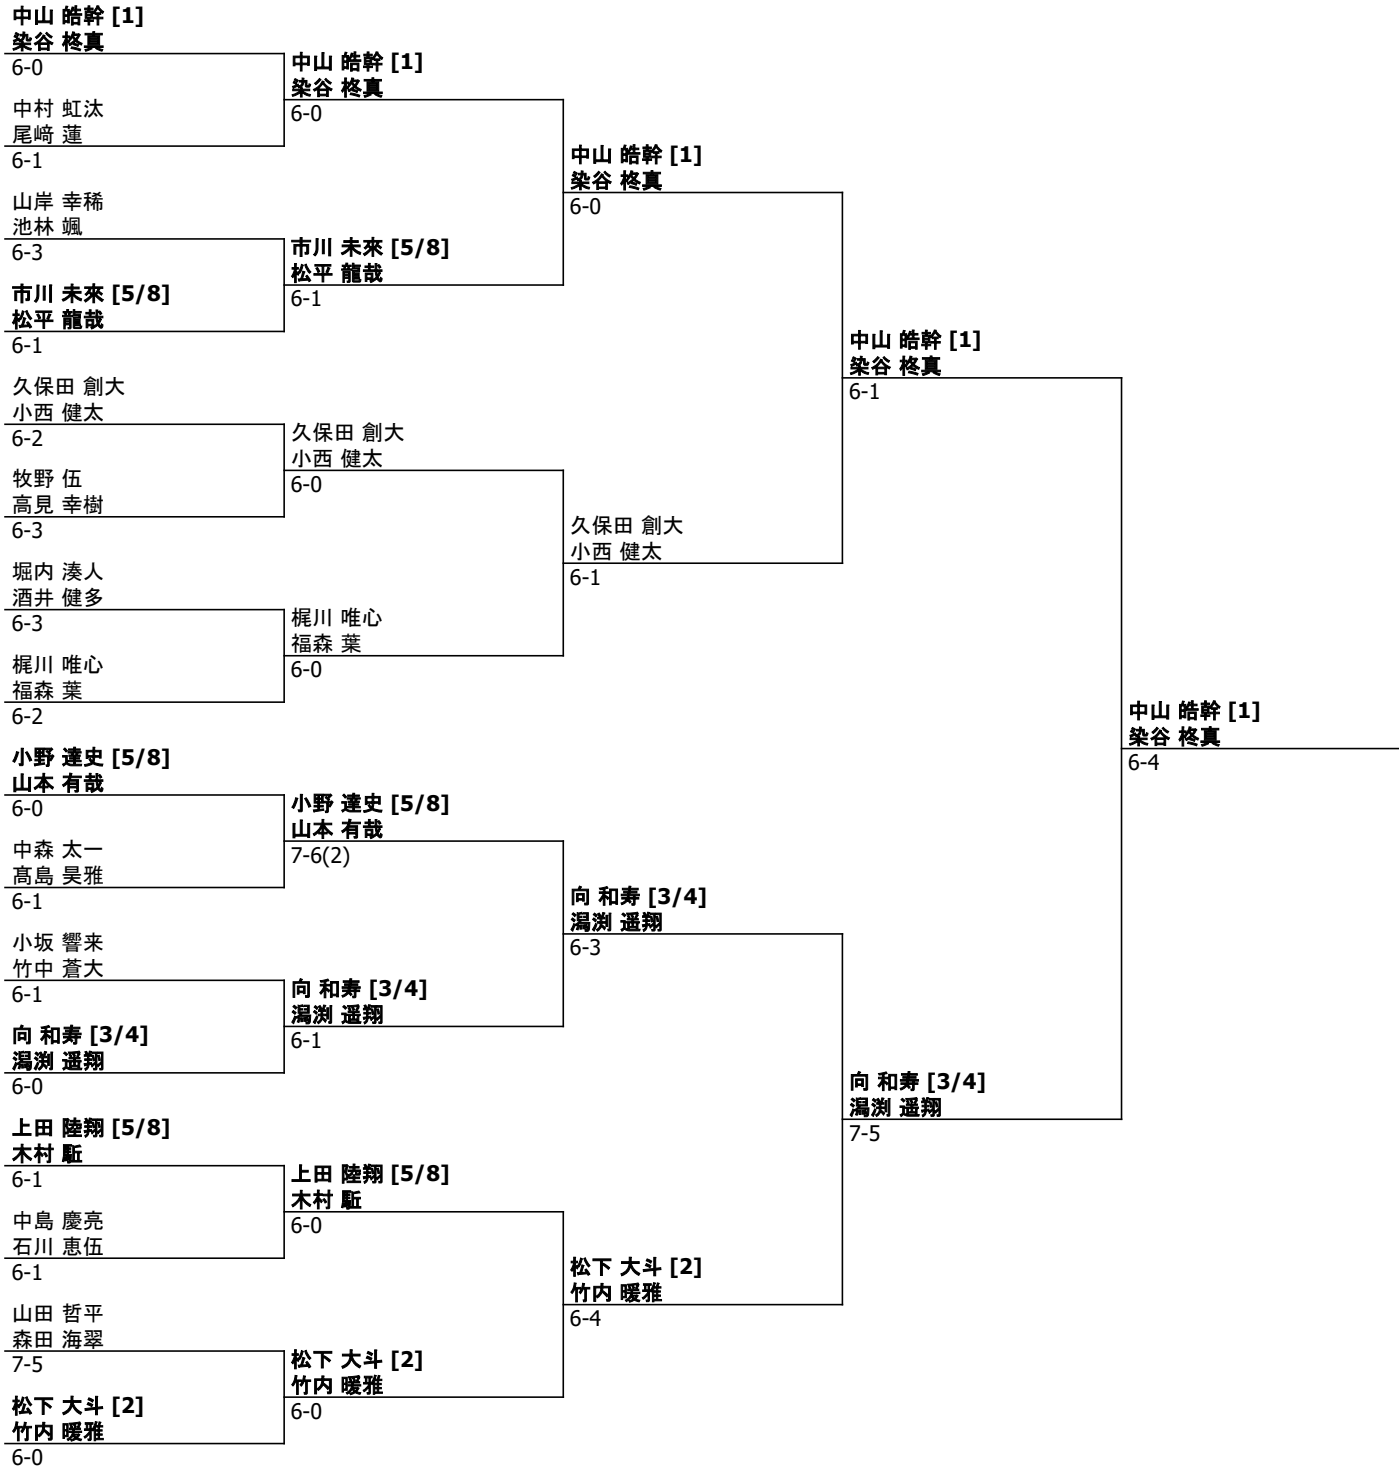 中山 皓幹 [1]
染谷 柊真
6-0
中村 虹汰
尾﨑 蓮
6-1
山岸 幸稀
池林 颯
6-3
市川 未來 [5/8]
松平 龍哉
6-1
久保田 創大
小西 健太
6-2
牧野 伍
高見 幸樹
6-3
堀内 湊人
酒井 健多
6-3
梶川 唯心
福森 葉
6-2
小野 達史 [5/8]
山本 有哉
6-0
中森 太一
髙島 昊雅
6-1
小坂 響来
竹中 蒼大
6-1
向 和寿 [3/4]
潟渕 遥翔
6-0
上田 陸翔 [5/8]
木村 駈
6-1
中島 慶亮
石川 恵伍
6-1
山田 哲平
森田 海翠
7-5
松下 大斗 [2]
竹内 暖雅
6-0
中山 皓幹 [1]
染谷 柊真
6-0
市川 未來 [5/8]
松平 龍哉
6-1
久保田 創大
小西 健太
6-0
梶川 唯心
福森 葉
6-0
小野 達史 [5/8]
山本 有哉
7-6(2)
向 和寿 [3/4]
潟渕 遥翔
6-1
上田 陸翔 [5/8]
木村 駈
6-0
松下 大斗 [2]
竹内 暖雅
6-0
中山 皓幹 [1]
染谷 柊真
6-0
久保田 創大
小西 健太
6-1
向 和寿 [3/4]
潟渕 遥翔
6-3
松下 大斗 [2]
竹内 暖雅
6-4
中山 皓幹 [1]
染谷 柊真
6-1
向 和寿 [3/4]
潟渕 遥翔
7-5
中山 皓幹 [1]
染谷 柊真
6-4